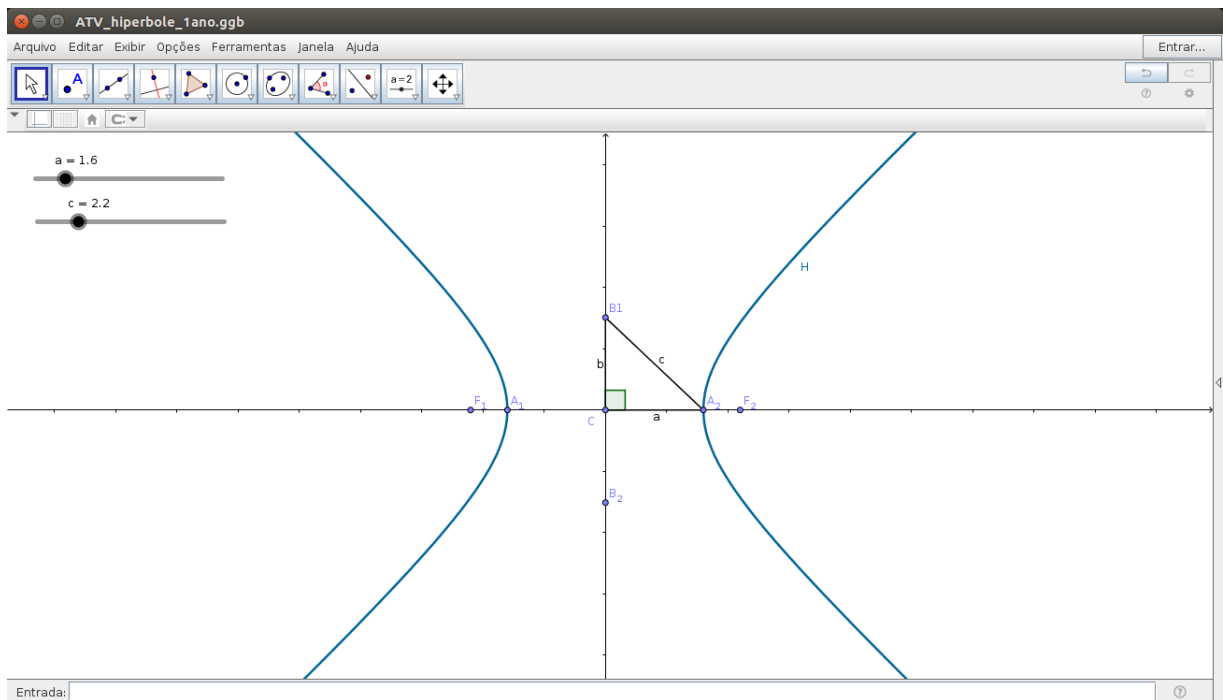 ATV_hiperbole_1ano.ggb
Arquivo Editar Exibir Opções Ferramentas Janela Ajuda
Entrar...
A
α
a=2
a = 1.6
c = 2.2
H
B1
b
c
F₁
A₁
A₂
F₂
C
a
B₂
Entrada: